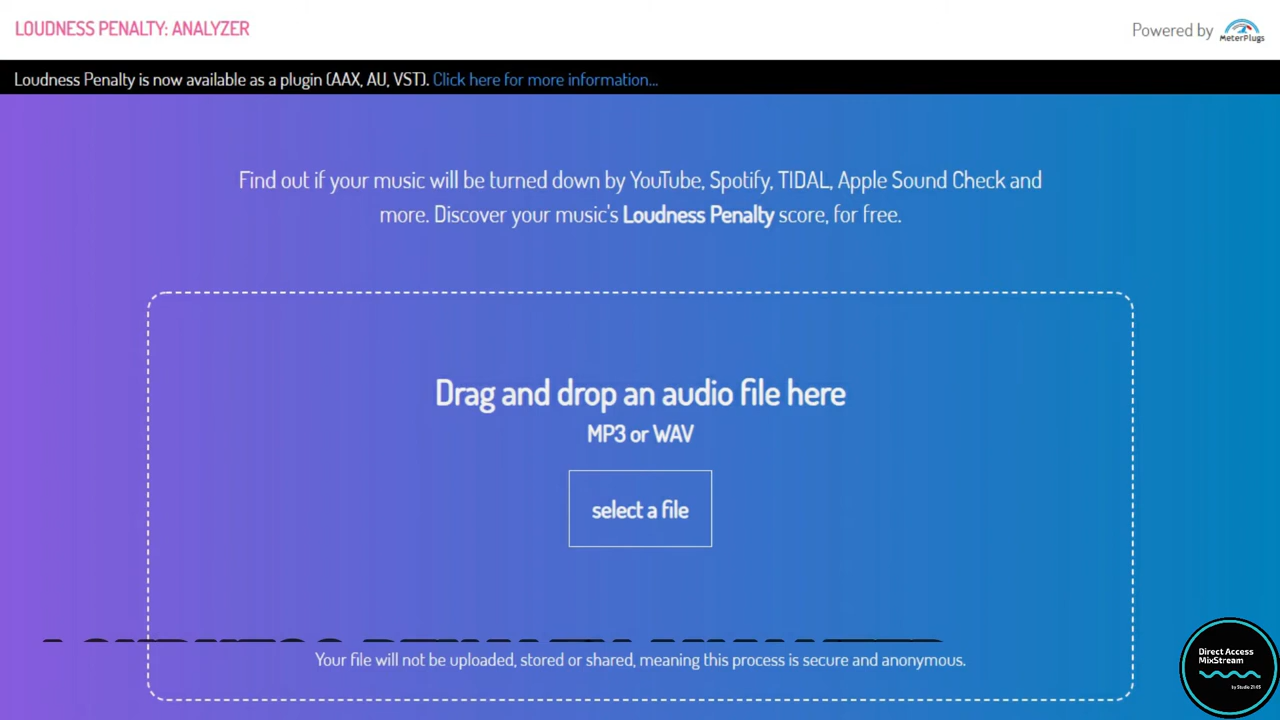 LOUDNESS PENALTY: ANALYZER
Powered by
MeterPlugs
Loudness Penalty is now available as a plugin (AAX, AU, VST). Click here for more information...
Find out if your music will be turned down by YouTube, Spotify, TIDAL, Apple Sound Check and
more. Discover your music's Loudness Penalty score, for free.
Drag and drop an audio file here
MP3 or WAV
select a file
Your file will not be uploaded, stored or shared, meaning this process is secure and anonymous.
Direct Access
MixStream
by Studio 21:05